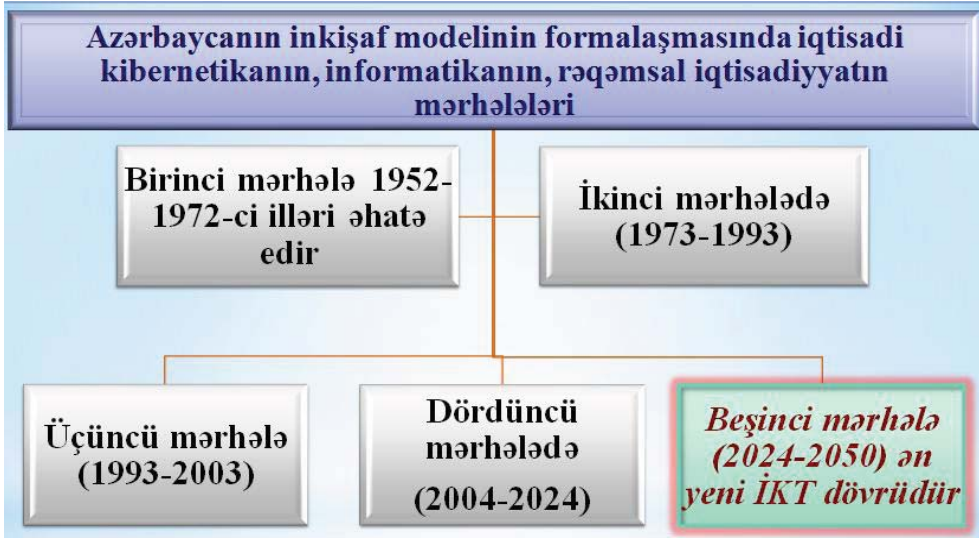 Azərbaycanın inkişaf modelinin formalaşmasında iqtisadi
kibernetikanın, informatikanın, rəqəmsal iqtisadiyyatın
mərhələləri
Birinci mərhələ 1952-
1972-ci illəri əhatə
edir
İkinci mərhələdə
(1973-1993)
Üçüncü mərhələ
(1993-2003)
Dördüncü
mərhələdə
(2004-2024)
Beşinci mərhələ
(2024-2050) ən
yeni İKT dövrüdür